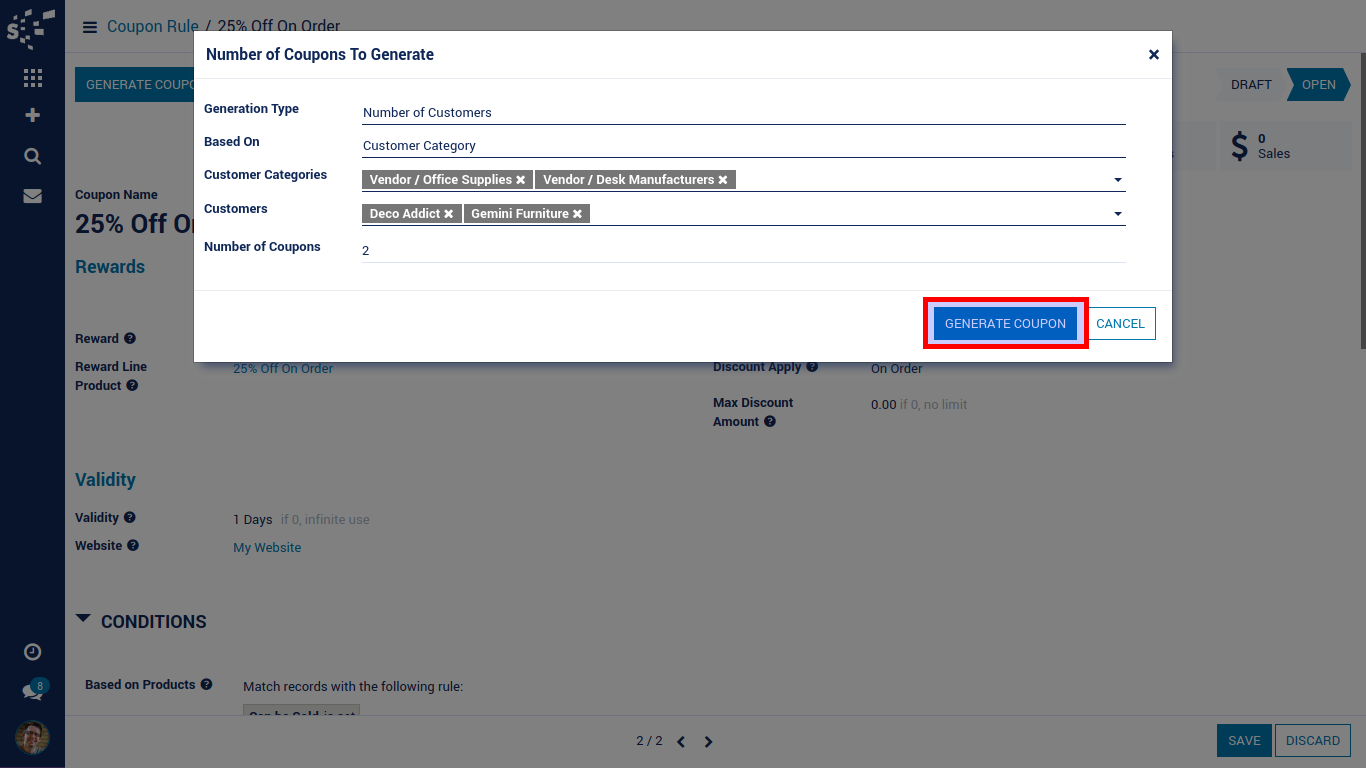 Coupon Rule / 25% Off On Order
Number of Coupons To Generate
GENERATE COUPO
DRAFT
OPEN
Generation Type
Number of Customers
Based On
Customer Category
0
Sales
Customer Categories
Vendor / Office Supplies
Vendor / Desk Manufacturers
Coupon Name
Customers
Deco Addict
Gemini Furniture
25% Off O
Number of Coupons
2
Rewards
GENERATE COUPON
CANCEL
Reward
Reward Line Product
25% Off On Order
Discount Apply
On Order
Max Discount Amount
0.00 if 0, no limit
Validity
Validity
1 Days if 0, infinite use
Website
My Website
CONDITIONS
8
Based on Products
Match records with the following rule:
2 / 2
SAVE
DISCARD